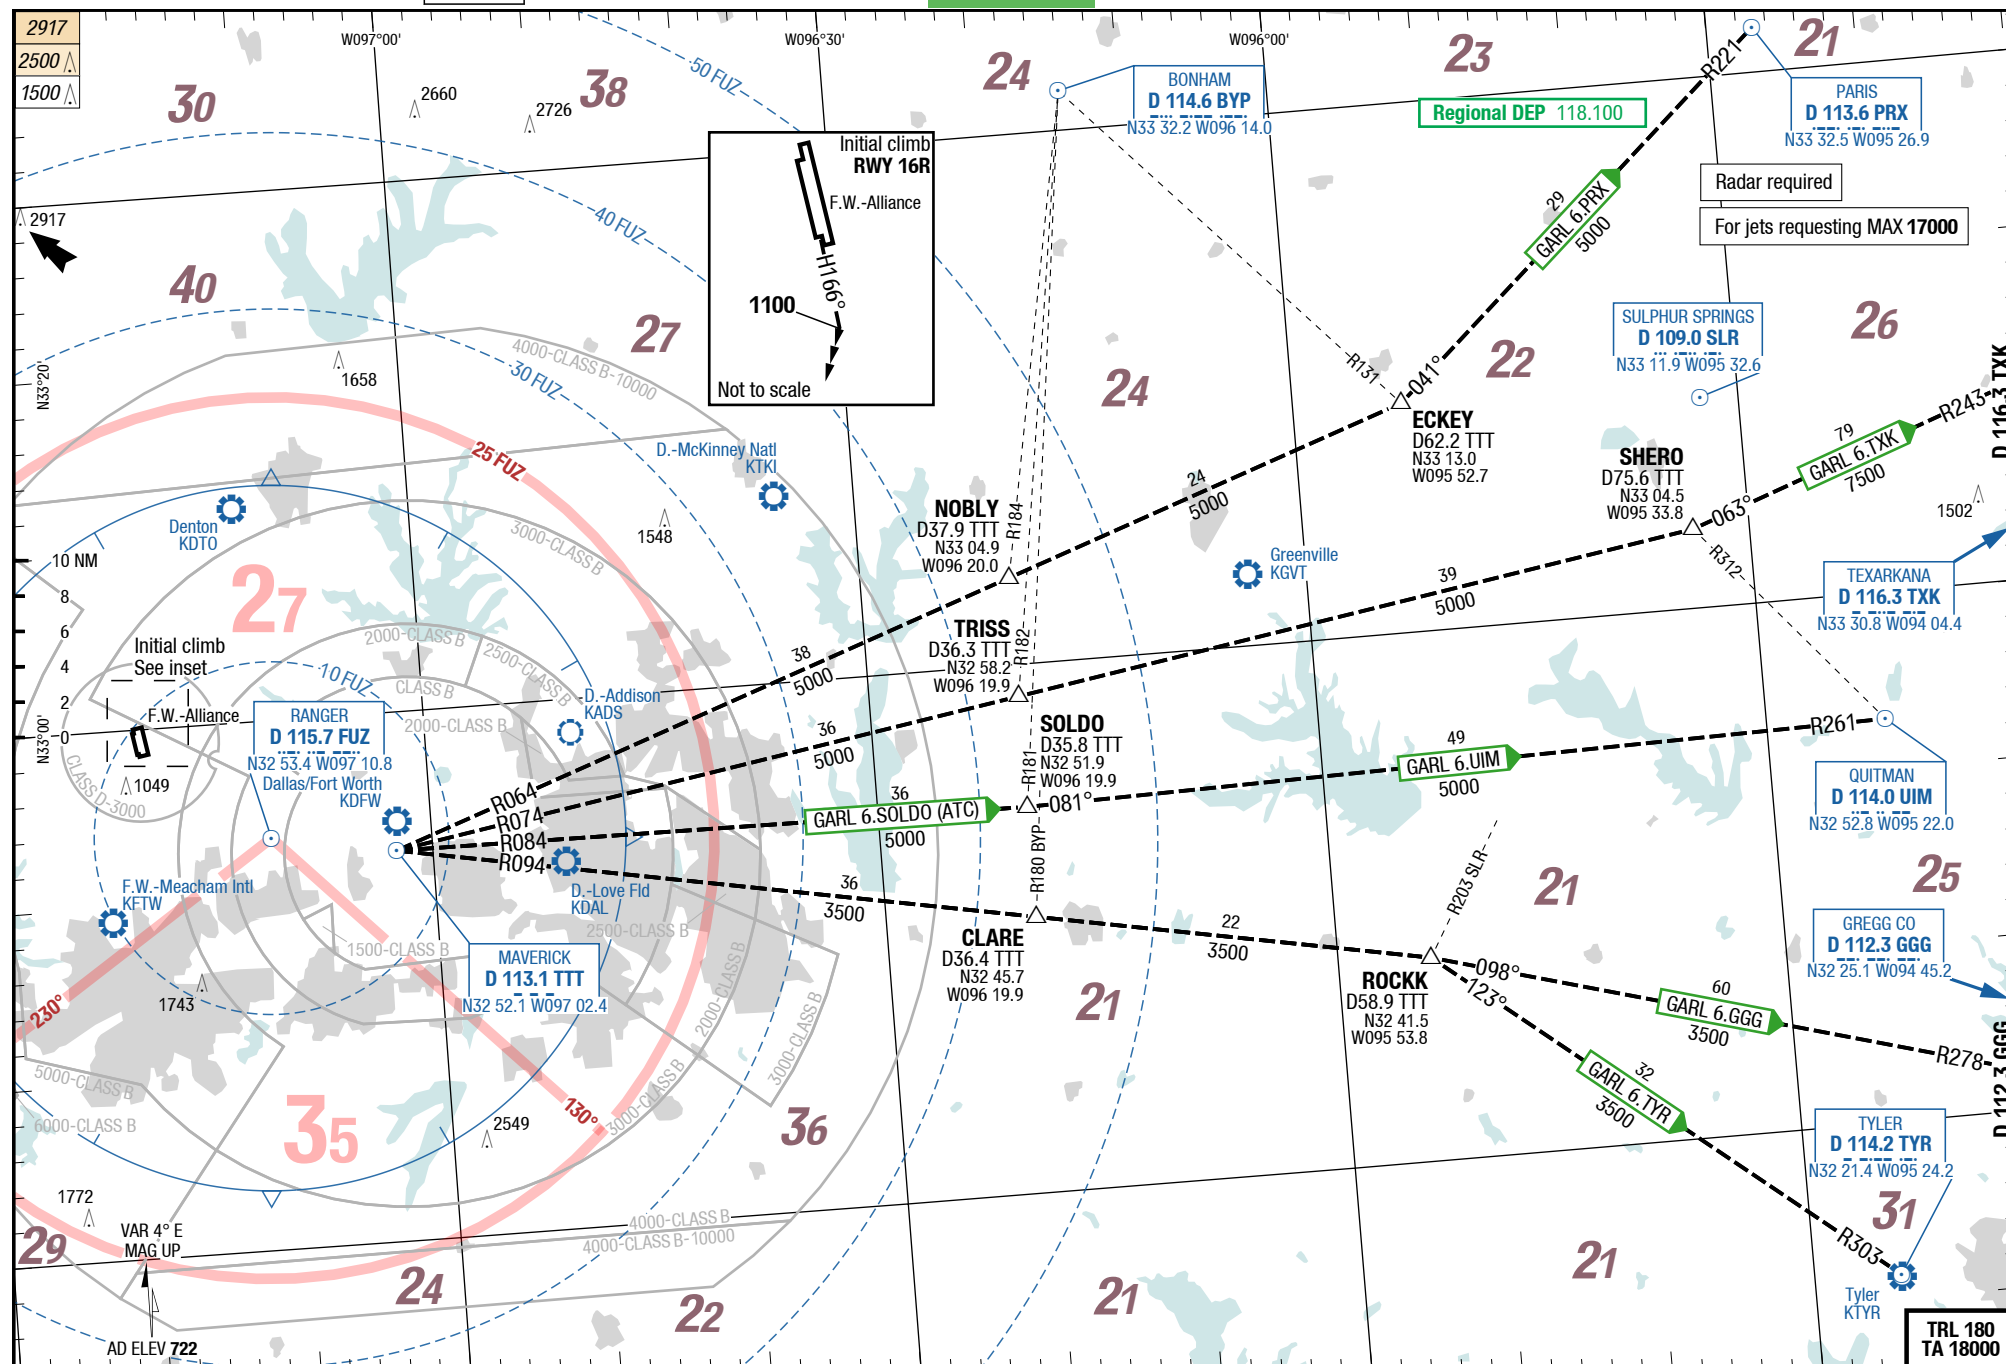 2917
2500
1500
W097°00'
W096°30'
W096°00'
30
38
24
23
21
2660
2726
50 FUZ
BONHAM
D 114.6 BYP
N33 32.2 W096 14.0
Regional DEP 118.100
R221
PARIS
D 113.6 PRX
N33 32.5 W095 26.9
Radar required
For jets requesting MAX 17000
Initial climb
RWY 16R
F.W.-Alliance
H166°
1100
Not to scale
2917
40 FUZ
29
GARL 6.PRX
5000
40
27
24
22
26
SULPHUR SPRINGS
D 109.0 SLR
N33 11.9 W095 32.6
N33°20'
1658
4000-CLASS B-10000
30 FUZ
R131
041°
ECKEY
D62.2 TTT
N33 13.0
W095 52.7
79
GARL 6.TXK
7500
R243
D 116.3 TXK
25 FUZ
D.-McKinney Natl
KTKI
SHERO
D75.6 TTT
N33 04.5
W095 33.8
063°
R312
1502
Denton
KDTO
3000-CLASS B
1548
NOBLY
D37.9 TTT
N33 04.9
W096 20.0
R184
24
5000
Greenville
KGVT
39
5000
TEXARKANA
D 116.3 TXK
N33 30.8 W094 04.4
10 NM
8
6
4
2
0
N33°00'
27
Initial climb
See inset
F.W.-Alliance
1049
CLASS D-3000
2000-CLASS B
2500-CLASS B
10 FUZ
CLASS B
2000-CLASS B
D.-Addison
KADS
RANGER
D 115.7 FUZ
N32 53.4 W097 10.8
Dallas/Fort Worth
KDFW
38
5000
TRISS
D36.3 TTT
N32 58.2
W096 19.9
R182
36
5000
SOLDO
D35.8 TTT
N32 51.9
W096 19.9
R181
R064
R074
R084
R094
36
GARL 6.SOLDO (ATC)
5000
081°
49
GARL 6.UIM
5000
R261
QUITMAN
D 114.0 UIM
N32 52.8 W095 22.0
F.W.-Meacham Intl
KFTW
D.-Love Fld
KDAL
36
3500
R180 BYP
R203 SLR
21
25
22
3500
CLARE
D36.4 TTT
N32 45.7
W096 19.9
1500-CLASS B
2500-CLASS B
MAVERICK
D 113.1 TTT
N32 52.1 W097 02.4
2000-CLASS B
3000-CLASS B
GREGG CO
D 112.3 GGG
N32 25.1 W094 45.2
ROCKK
D58.9 TTT
N32 41.5
W095 53.8
098°
123°
60
GARL 6.GGG
3500
R278
D 112.3 GGG
230°
1743
21
5000-CLASS B
6000-CLASS B
35
2549
130°
3000-CLASS B
36
32
GARL 6.TYR
3500
TYLER
D 114.2 TYR
N32 21.4 W095 24.2
31
1772
29
VAR 4° E
MAG UP
4000-CLASS B
4000-CLASS B-10000
24
22
21
21
R303
Tyler
KTYR
AD ELEV 722
TRL 180
TA 18000